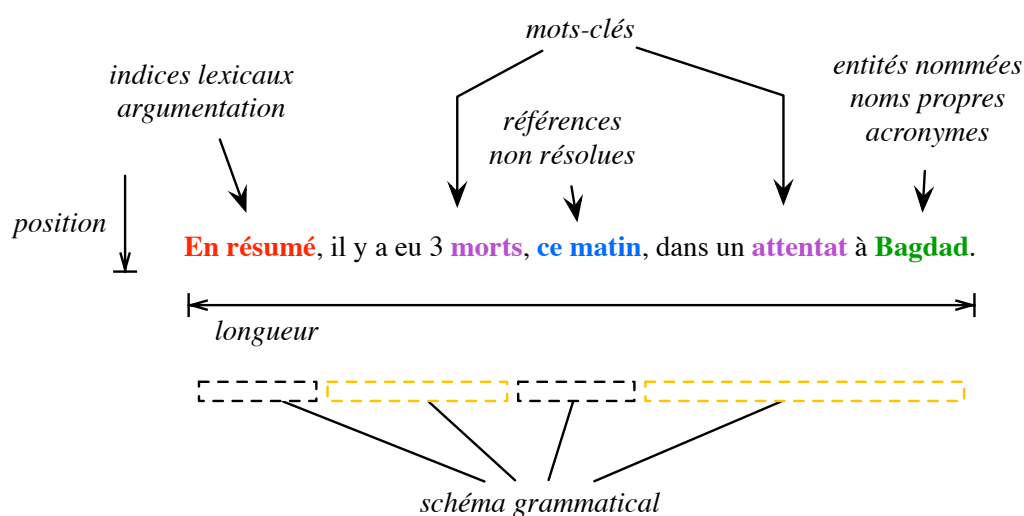 mots-clés
indices lexicaux
argumentation
entités nommées
noms propres
acronymes
références
non résolues
position
En résumé, il y a eu 3 morts, ce matin, dans un attentat à Bagdad.
longueur
schéma grammatical